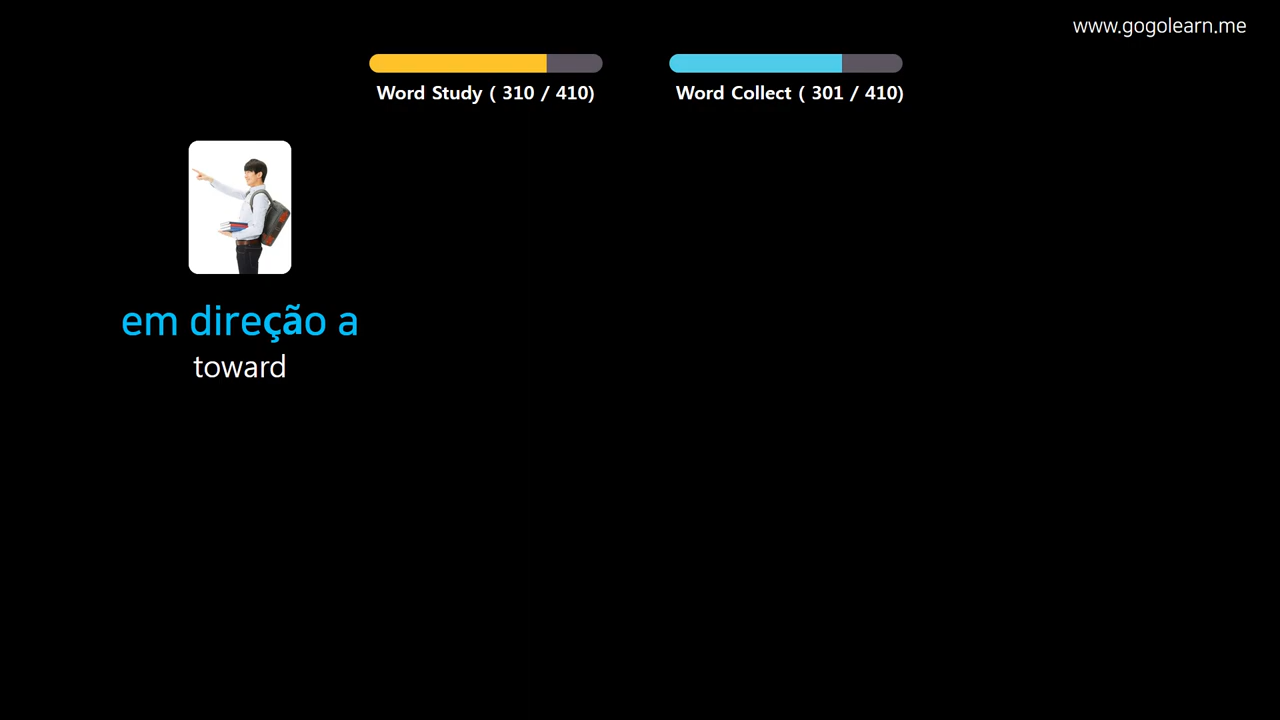 www.gogolearn.me
Word Study ( 310 / 410)
Word Collect ( 301 / 410)
em direção a
toward